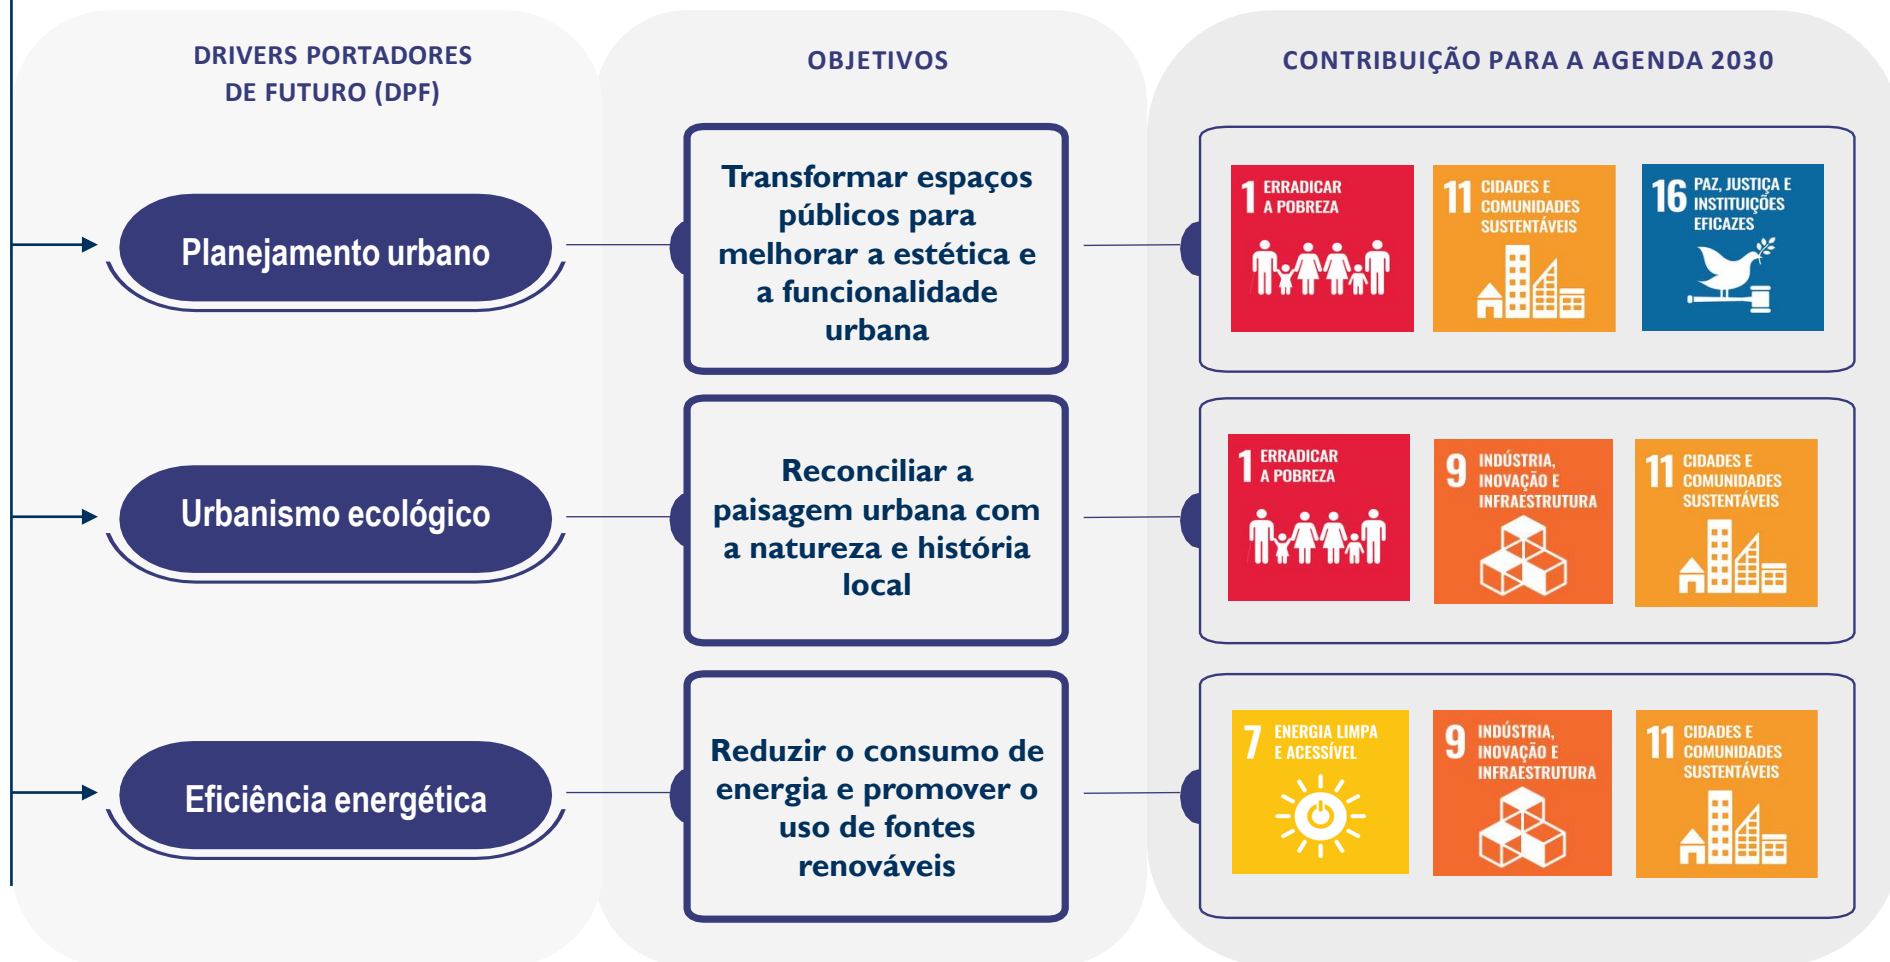 DRIVERS PORTADORES
DE FUTURO (DPF)
OBJETIVOS
CONTRIBUIÇÃO PARA A AGENDA 2030
Planejamento urbano
Transformar espaços
públicos para
melhorar a estética e
a funcionalidade
urbana
1 ERRADICAR
A POBREZA
11 CIDADES E
COMUNIDADES
SUSTENTÁVEIS
16 PAZ, JUSTIÇA E
INSTITUIÇÕES
EFICAZES
Urbanismo ecológico
Reconciliar a
paisagem urbana com
a natureza e história
local
1 ERRADICAR
A POBREZA
9 INDÚSTRIA,
INOVAÇÃO E
INFRAESTRUTURA
11 CIDADES E
COMUNIDADES
SUSTENTÁVEIS
Eficiência energética
Reduzir o consumo de
energia e promover o
uso de fontes
renováveis
7 ENERGIA LIMPA
E ACESSÍVEL
9 INDÚSTRIA,
INOVAÇÃO E
INFRAESTRUTURA
11 CIDADES E
COMUNIDADES
SUSTENTÁVEIS